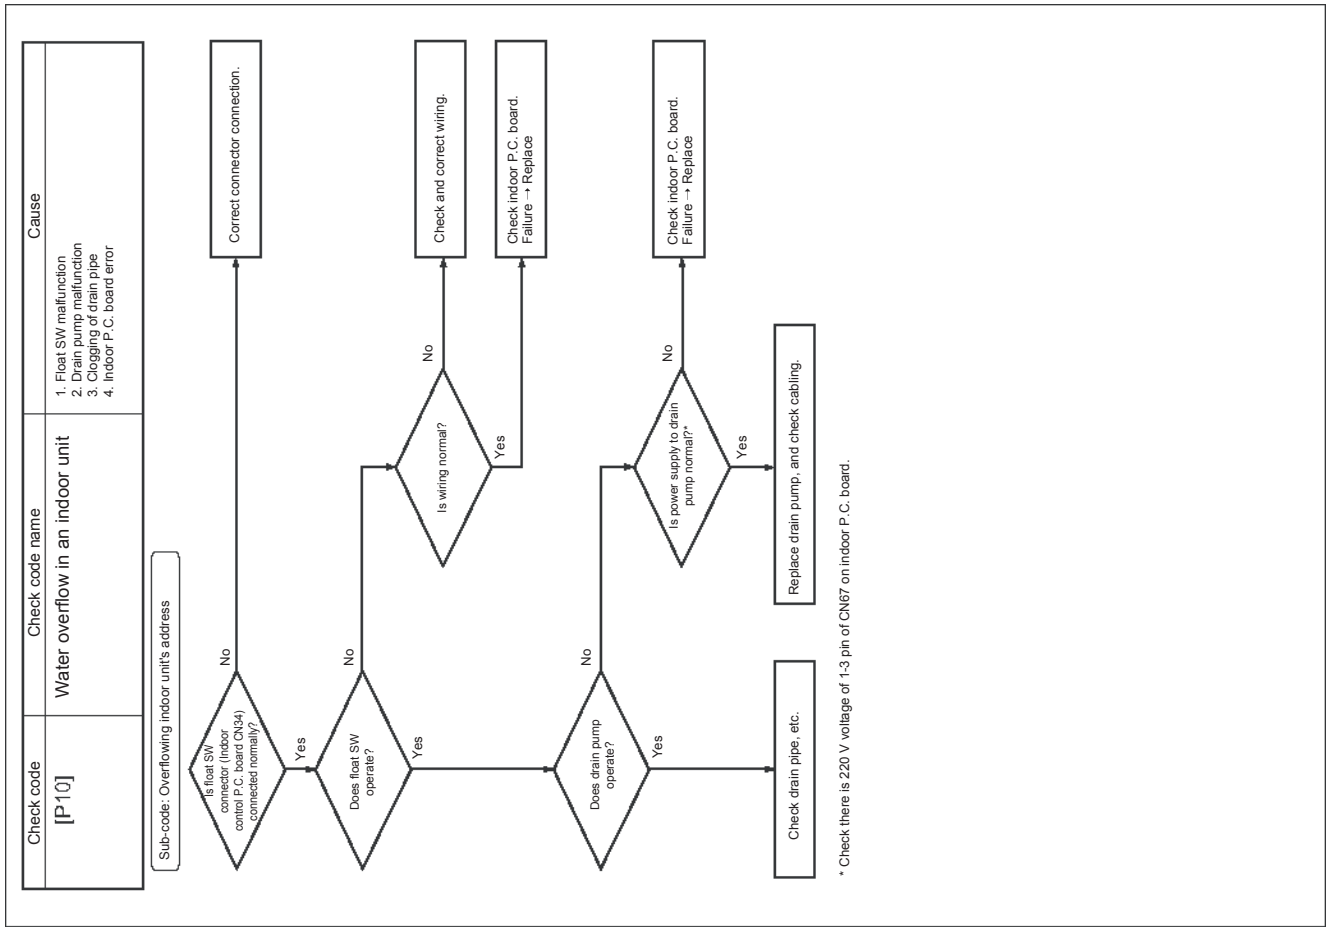 Check code
Check code name
Cause
[P10]
Water overflow in an indoor unit
1. Float SW malfunction
2. Drain pump malfunction
3. Clogging of drain pipe
4. Indoor P.C. board error
Sub-code: Overflowing indoor unit's address
Is float SW
connector (Indoor
control P.C. board CN34)
connected normally?
No
Correct connector connection.
Yes
Does float SW
operate?
No
Is wiring normal?
No
Check and correct wiring.
Yes
Check indoor P.C. board.
Failure → Replace
Yes
Does drain pump
operate?
No
Is power supply to drain
pump normal?*
No
Check indoor P.C. board.
Failure → Replace
Yes
Yes
Check drain pipe, etc.
Replace drain pump, and check cabling.
* Check there is 220 V voltage of 1-3 pin of CN67 on indoor P.C. board.